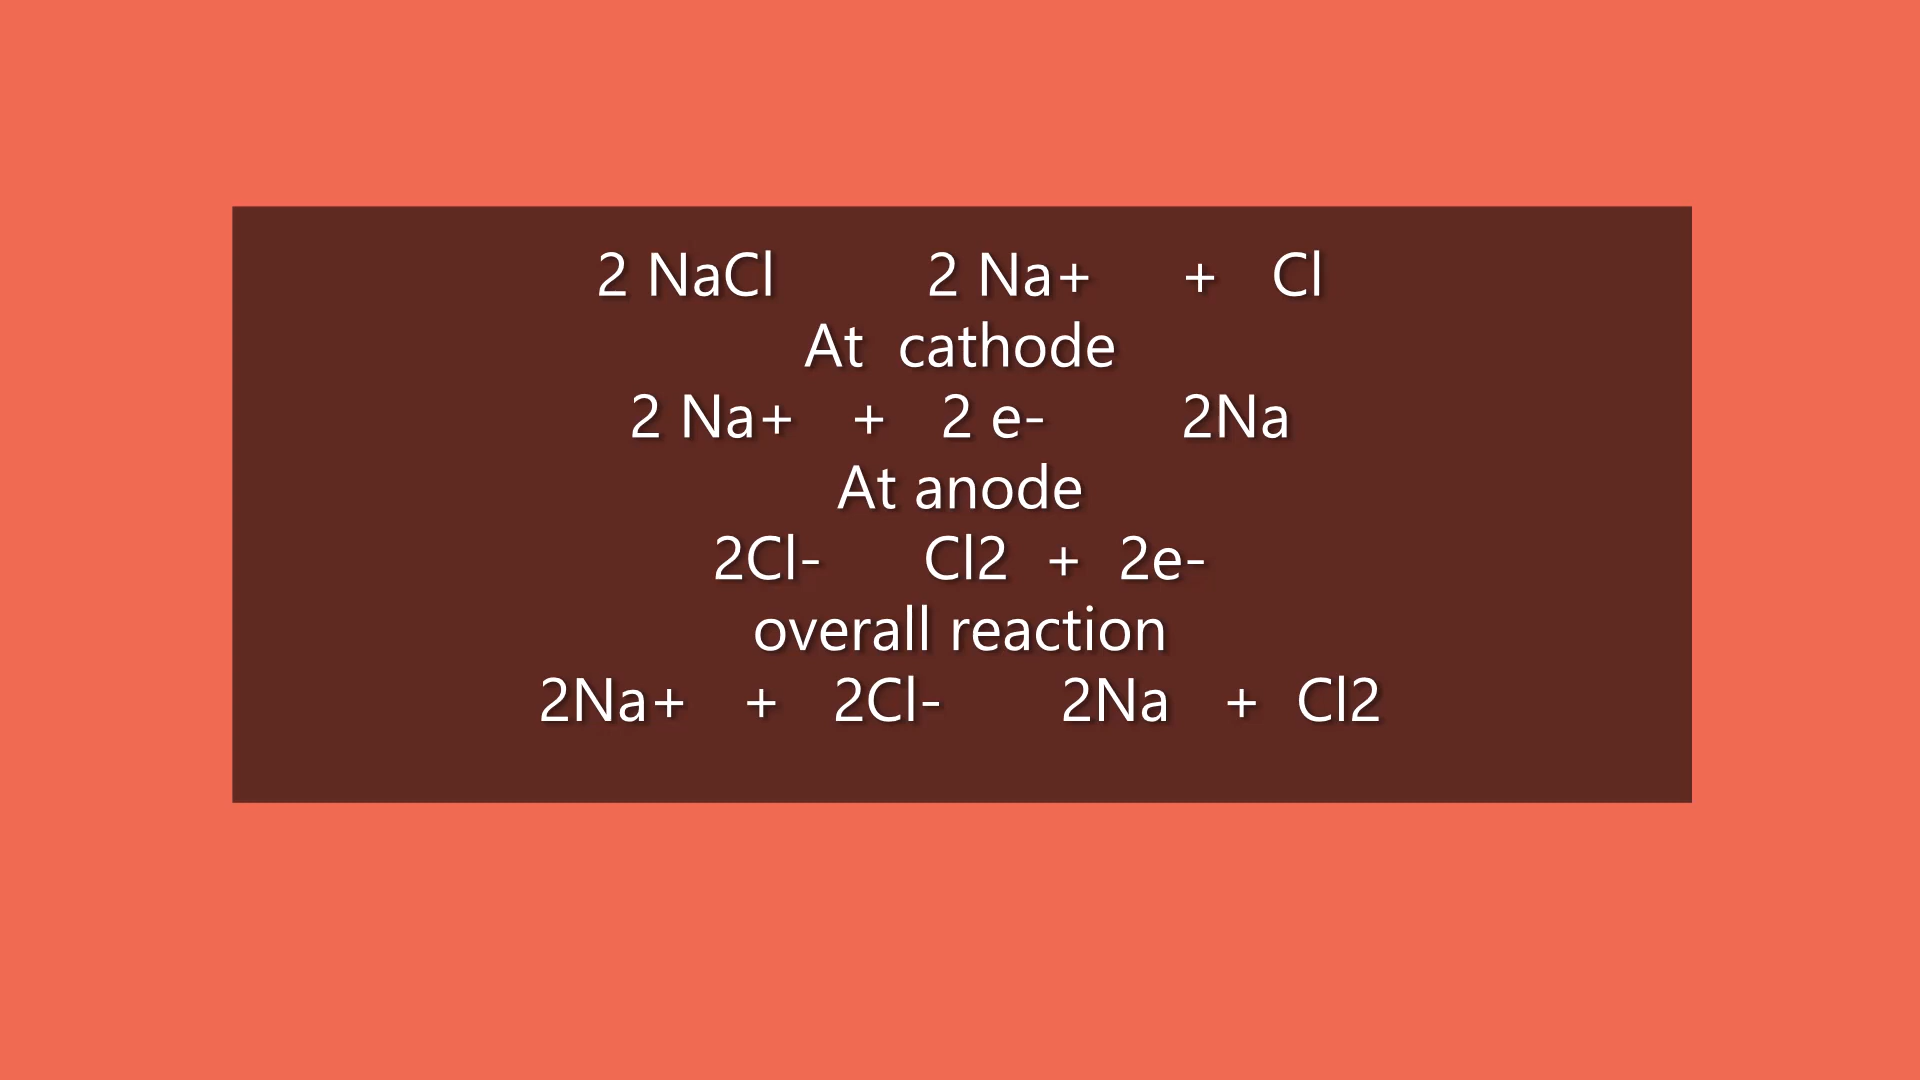 2 NaCl 2 Na+ + Cl
At cathode
2 Na+ + 2 e- 2Na
At anode
2Cl- Cl2 + 2e-
overall reaction
2Na+ + 2Cl- 2Na + Cl2